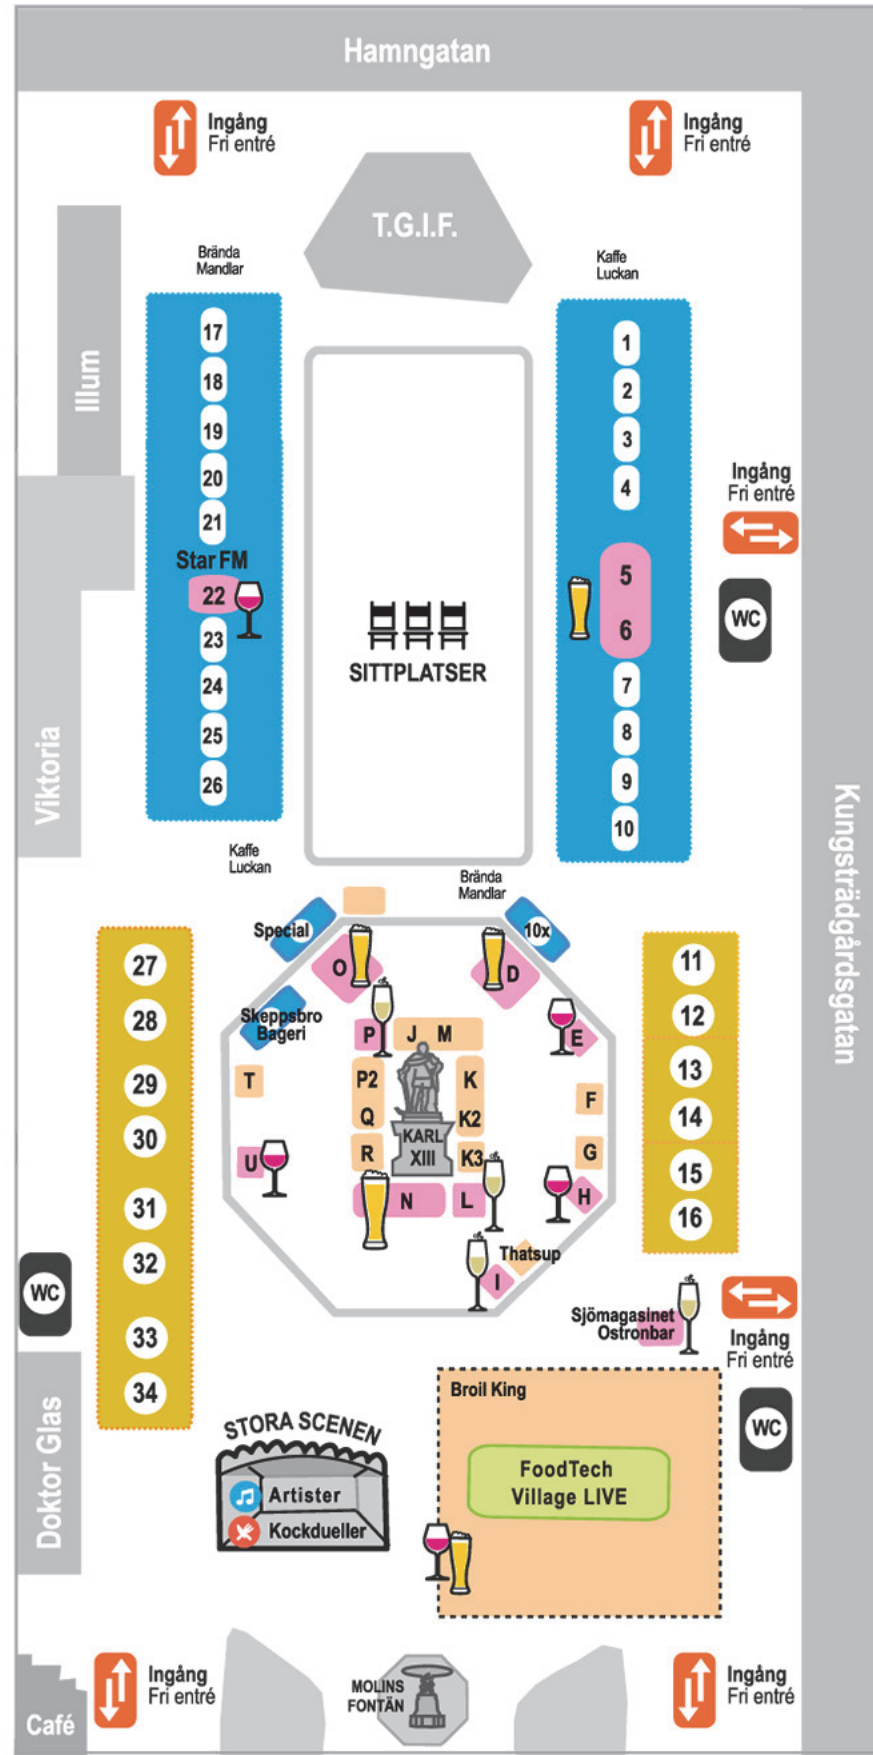 Hamngatan
Ingång
Fri entré
Ingång
Fri entré
T.G.I.F.
Brända
Mandlar
Kaffe
Luckan
Illum
17
18
19
20
21
Star FM
22
23
24
25
26
1
2
3
4
5
6
7
8
9
10
Ingång
Fri entré
WC
SITTPLATSER
Viktoria
Kungsträdgårdsgatan
Kaffe
Luckan
Brända
Mandlar
Special
10x
O
D
Skeppsbro
Bageri
P
J
M
E
T
P2
K
F
Q
K2
KARL
XIII
R
K3
G
U
N
L
H
Thatsup
I
27
28
29
30
31
32
33
34
11
12
13
14
15
16
WC
Sjömagasinet
Ostronbar
Ingång
Fri entré
WC
Doktor Glas
STORA SCENEN
Artister
Kockdueller
Broil King
FoodTech
Village LIVE
Ingång
Fri entré
MOLINS
FONTÄN
Ingång
Fri entré
Café